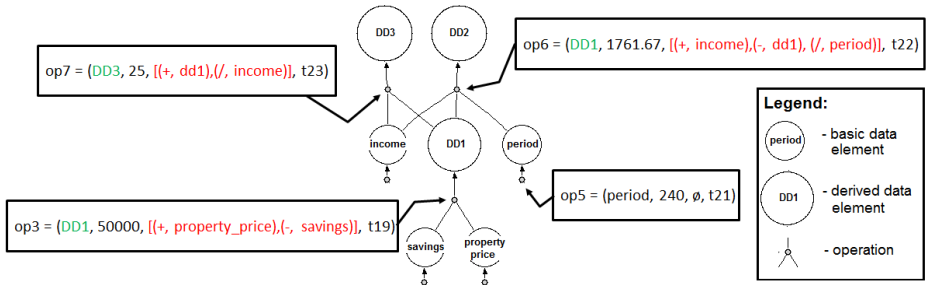 DD3
DD2
op6 = (DD1, 1761.67, [(+, income),(-, dd1), (/, period)], t22)
op7 = (DD3, 25, [(+, dd1),(/, income)], t23)
Legend:
period
- basic data
element
income
DD1
period
DD1
- derived data
element
op5 = (period, 240, ø, t21)
op3 = (DD1, 50000, [(+, property_price),(-, savings)], t19)
savings
property
price
- operation